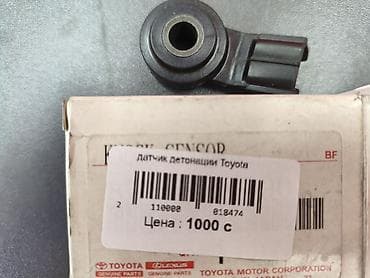 KNOCK SENSOR
BF
датчик детонации Toyota
2 110000 018474
Цена : 1000 с
TOYOTA
GENUINE PARTS
LEXUS
GENUINE PARTS
TOYOTA MOTOR CORPORATION